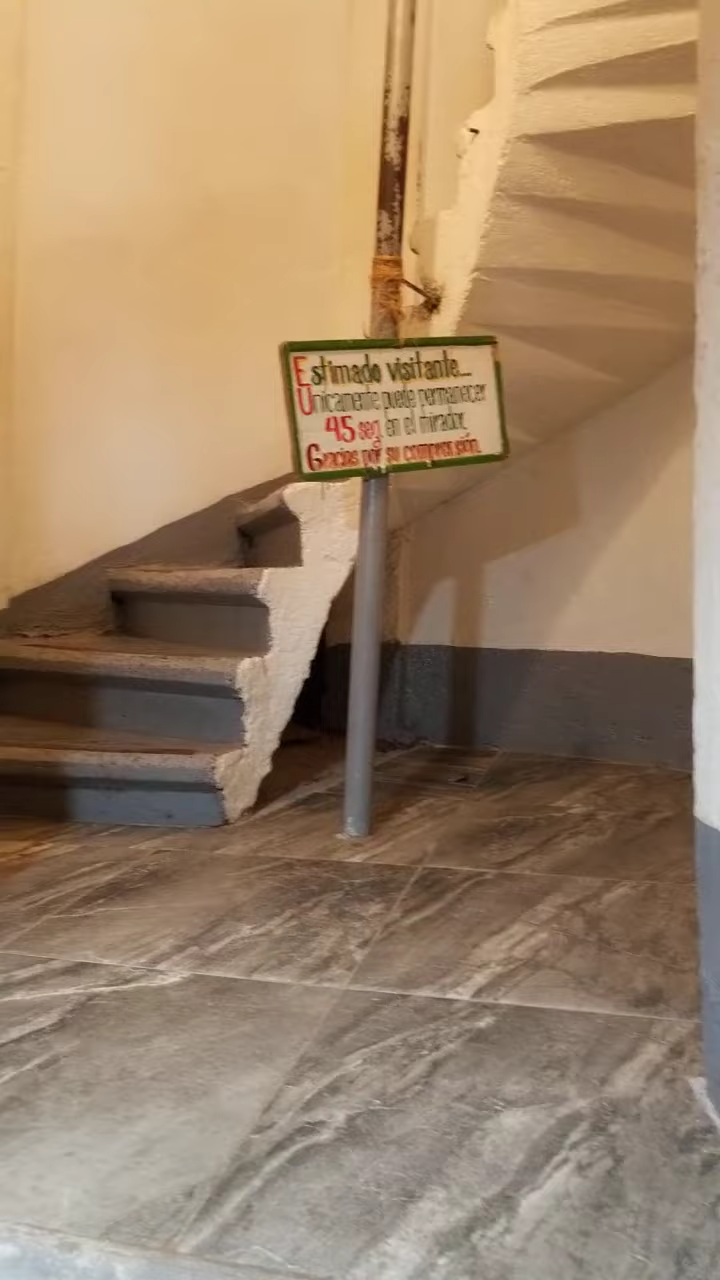 Estimado visitante...
Unicamente puede permanecer
45 seg. en el mirador.
Gracias por su comprensión.